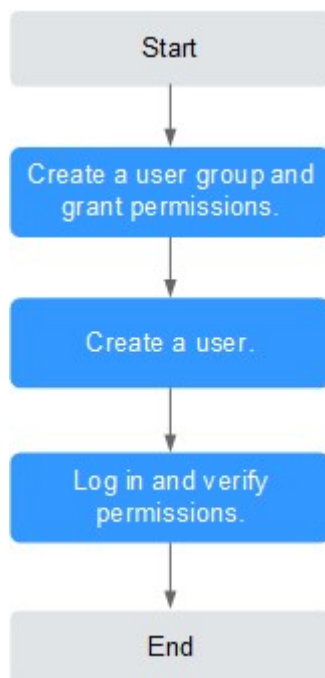 Start
Create a user group and
grant permissions.
Create a user.
Log in and verify
permissions.
End